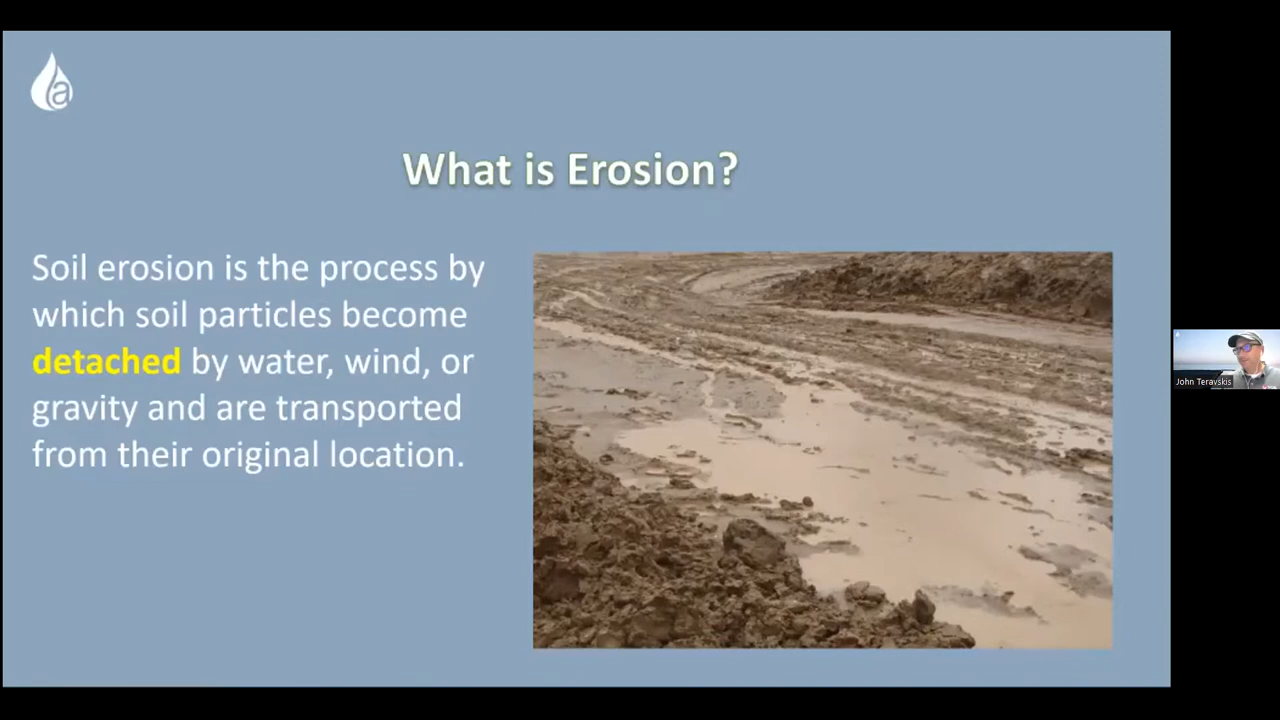 a
What is Erosion?
Soil erosion is the process by
which soil particles become
detached by water, wind, or
gravity and are transported
from their original location.
John Teravskis